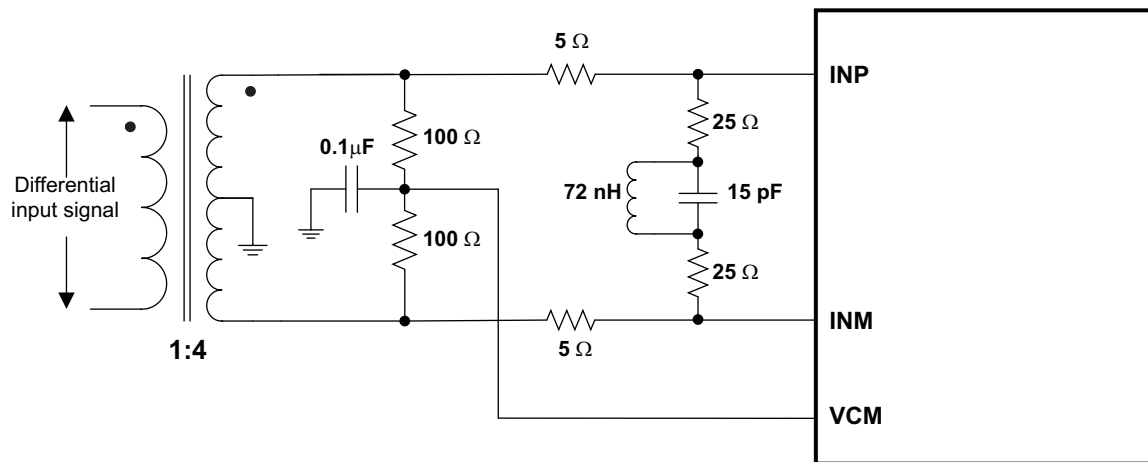 5 Ω
INP
25 Ω
100 Ω
0.1μF
Differential
input signal
72 nH
15 pF
100 Ω
25 Ω
INM
5 Ω
1:4
VCM